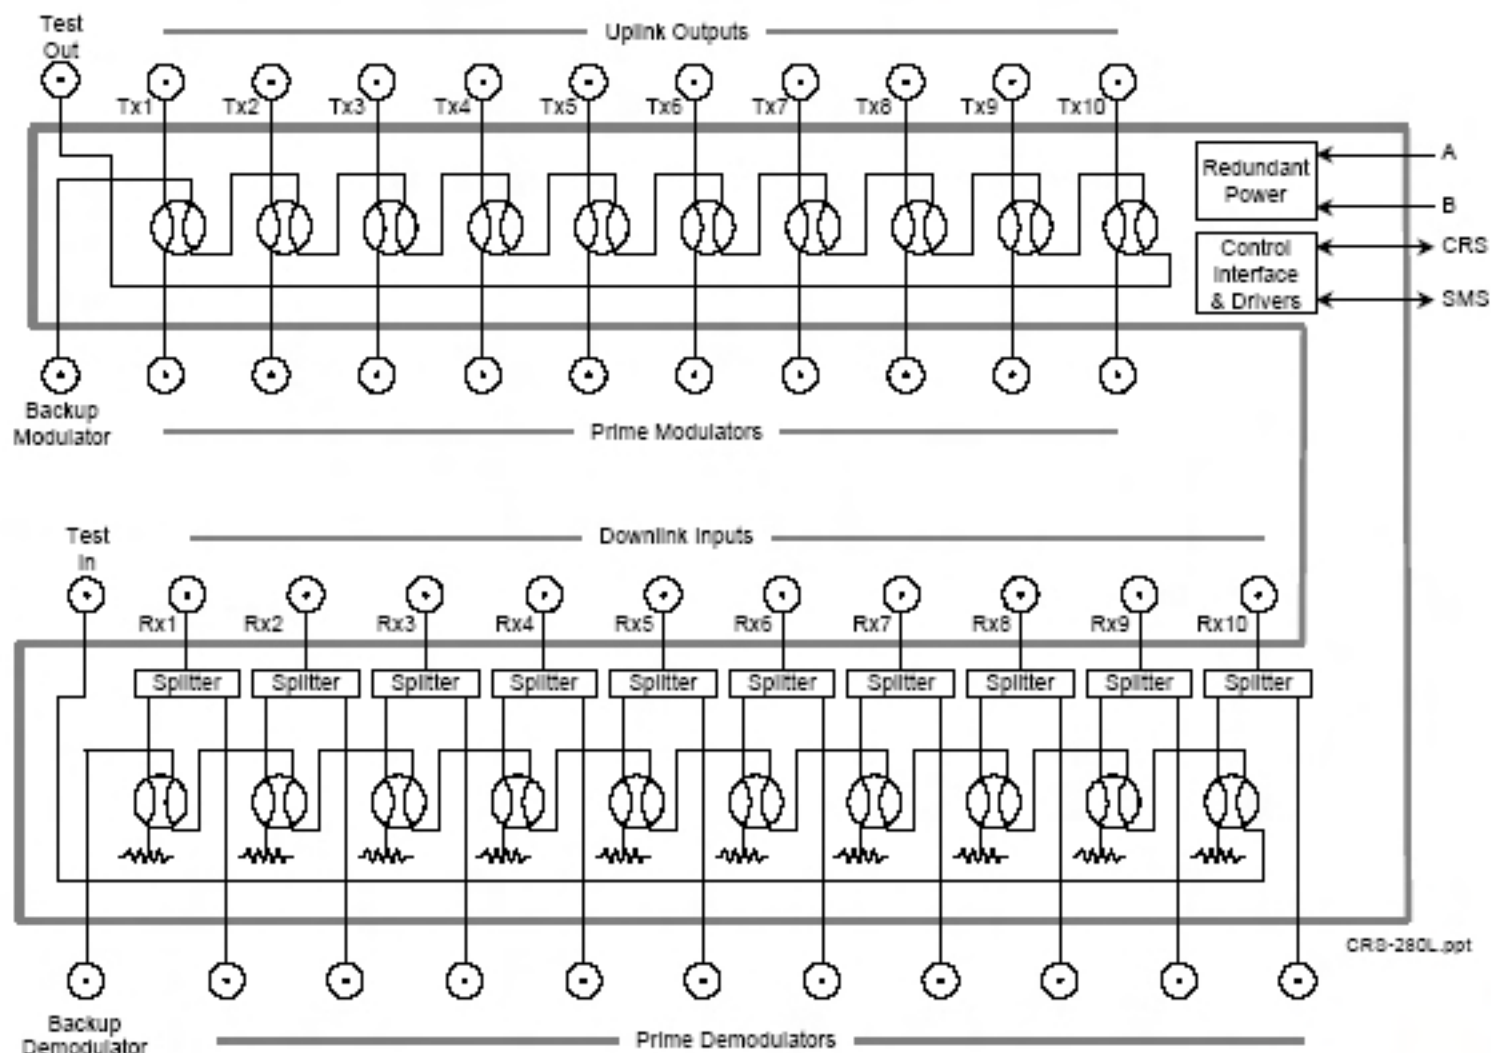 Test
Out
Uplink Outputs
Tx1 Tx2 Tx3 Tx4 Tx5 Tx6 Tx7 Tx8 Tx9 Tx10
Redundant
Power
A
B
Control
Interface
& Drivers
CRS
SMS
Backup
Modulator
Prime Modulators
Test
In
Downlink Inputs
Rx1 Rx2 Rx3 Rx4 Rx5 Rx6 Rx7 Rx8 Rx9 Rx10
Splitter Splitter Splitter Splitter Splitter Splitter Splitter Splitter Splitter Splitter
CRS-280L.ppt
Backup
Demodulator
Prime Demodulators